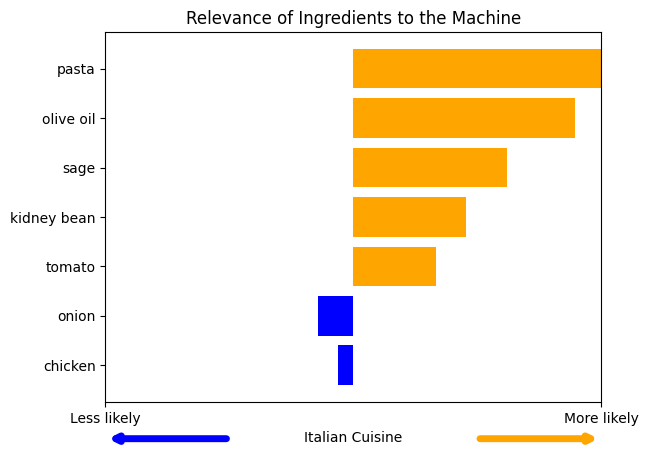 Relevance of Ingredients to the Machine
pasta
olive oil
sage
kidney bean
tomato
onion
chicken
Less likely
More likely
Italian Cuisine